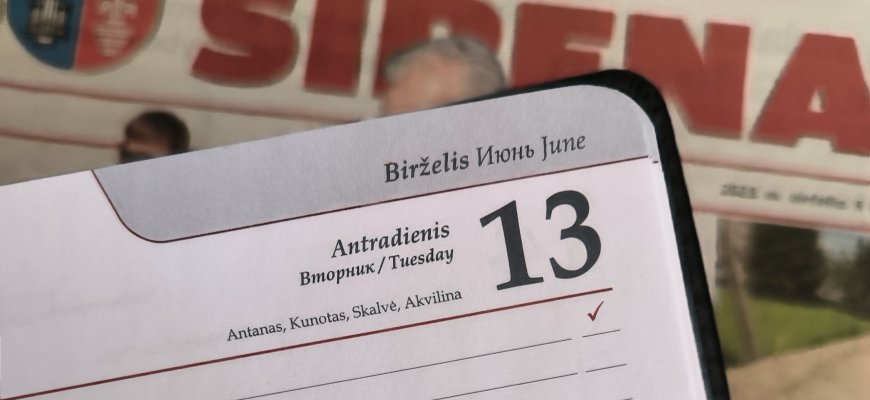 SIRENA
Birželis Июнь June
Antradienis
Вторник / Tuesday
13
Antanas, Kunotas, Skalvė, Akvilina